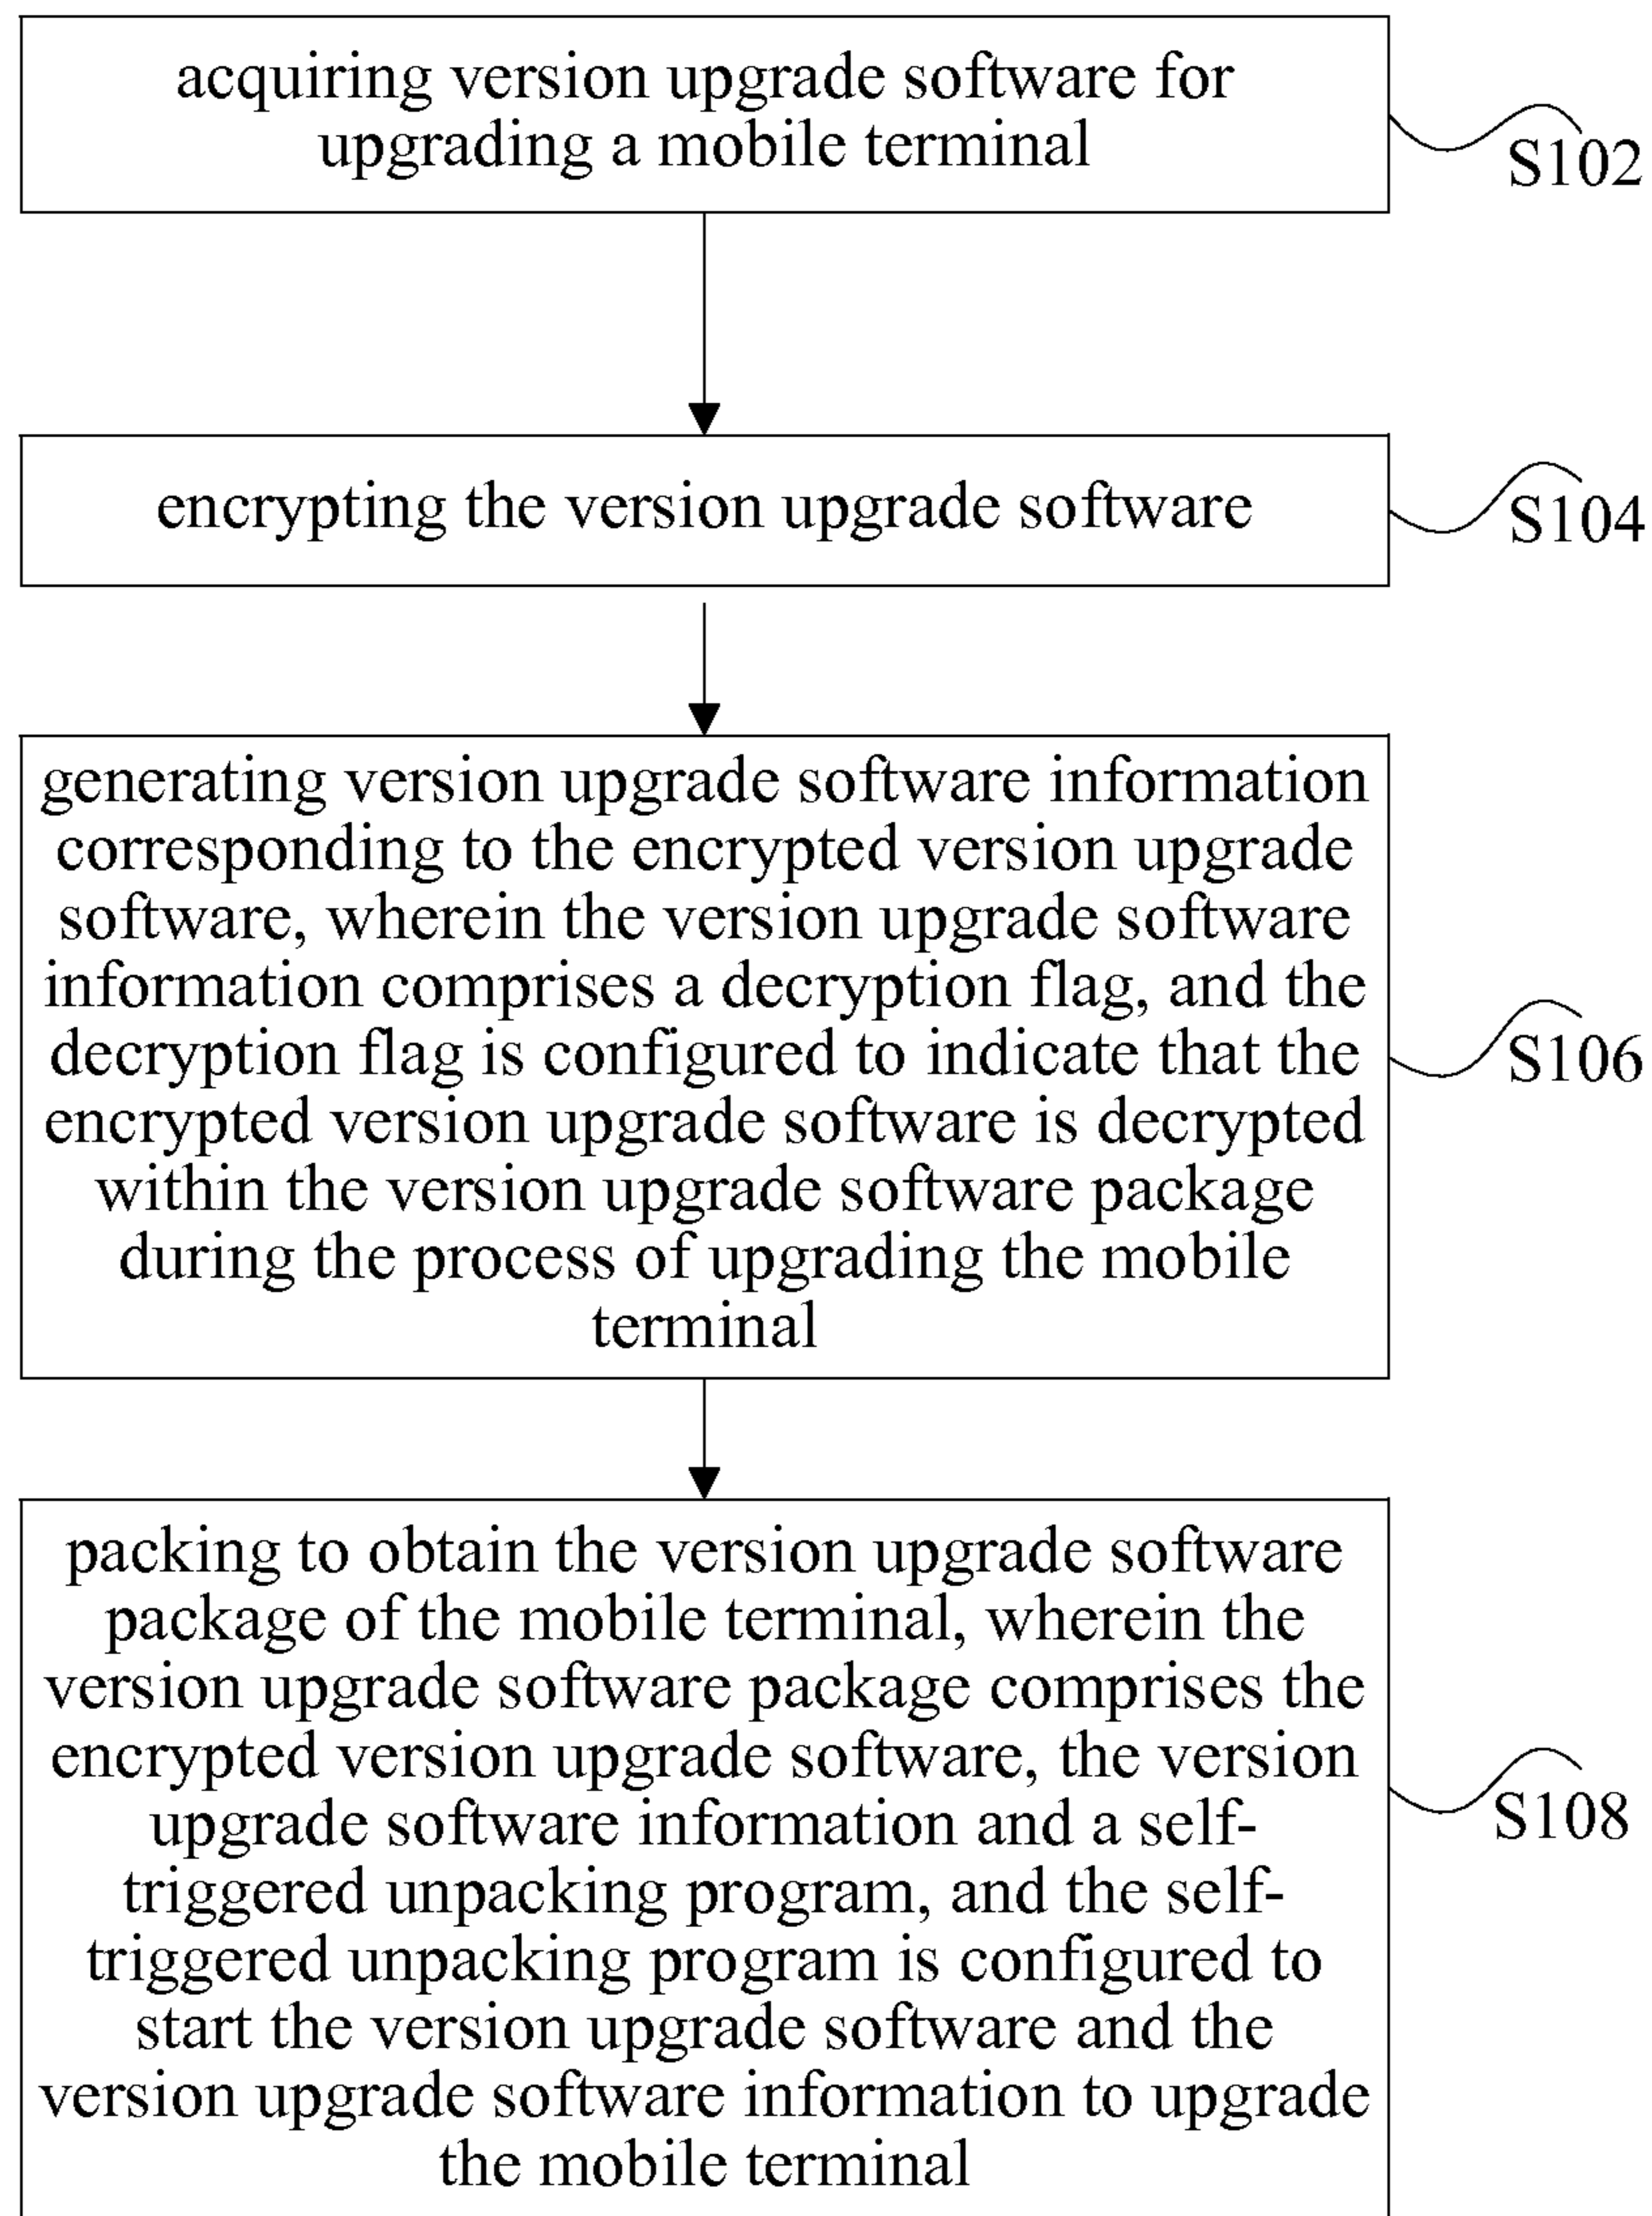 acquiring version upgrade software for
upgrading a mobile terminal
S102
encrypting the version upgrade software
S104
generating version upgrade software information
corresponding to the encrypted version upgrade
software, wherein the version upgrade software
information comprises a decryption flag, and the
decryption flag is configured to indicate that the
encrypted version upgrade software is decrypted
within the version upgrade software package
during the process of upgrading the mobile
terminal
S106
packing to obtain the version upgrade software
package of the mobile terminal, wherein the
version upgrade software package comprises the
encrypted version upgrade software, the version
upgrade software information and a self-
triggered unpacking program, and the self-
triggered unpacking program is configured to
start the version upgrade software and the
version upgrade software information to upgrade
the mobile terminal
S108